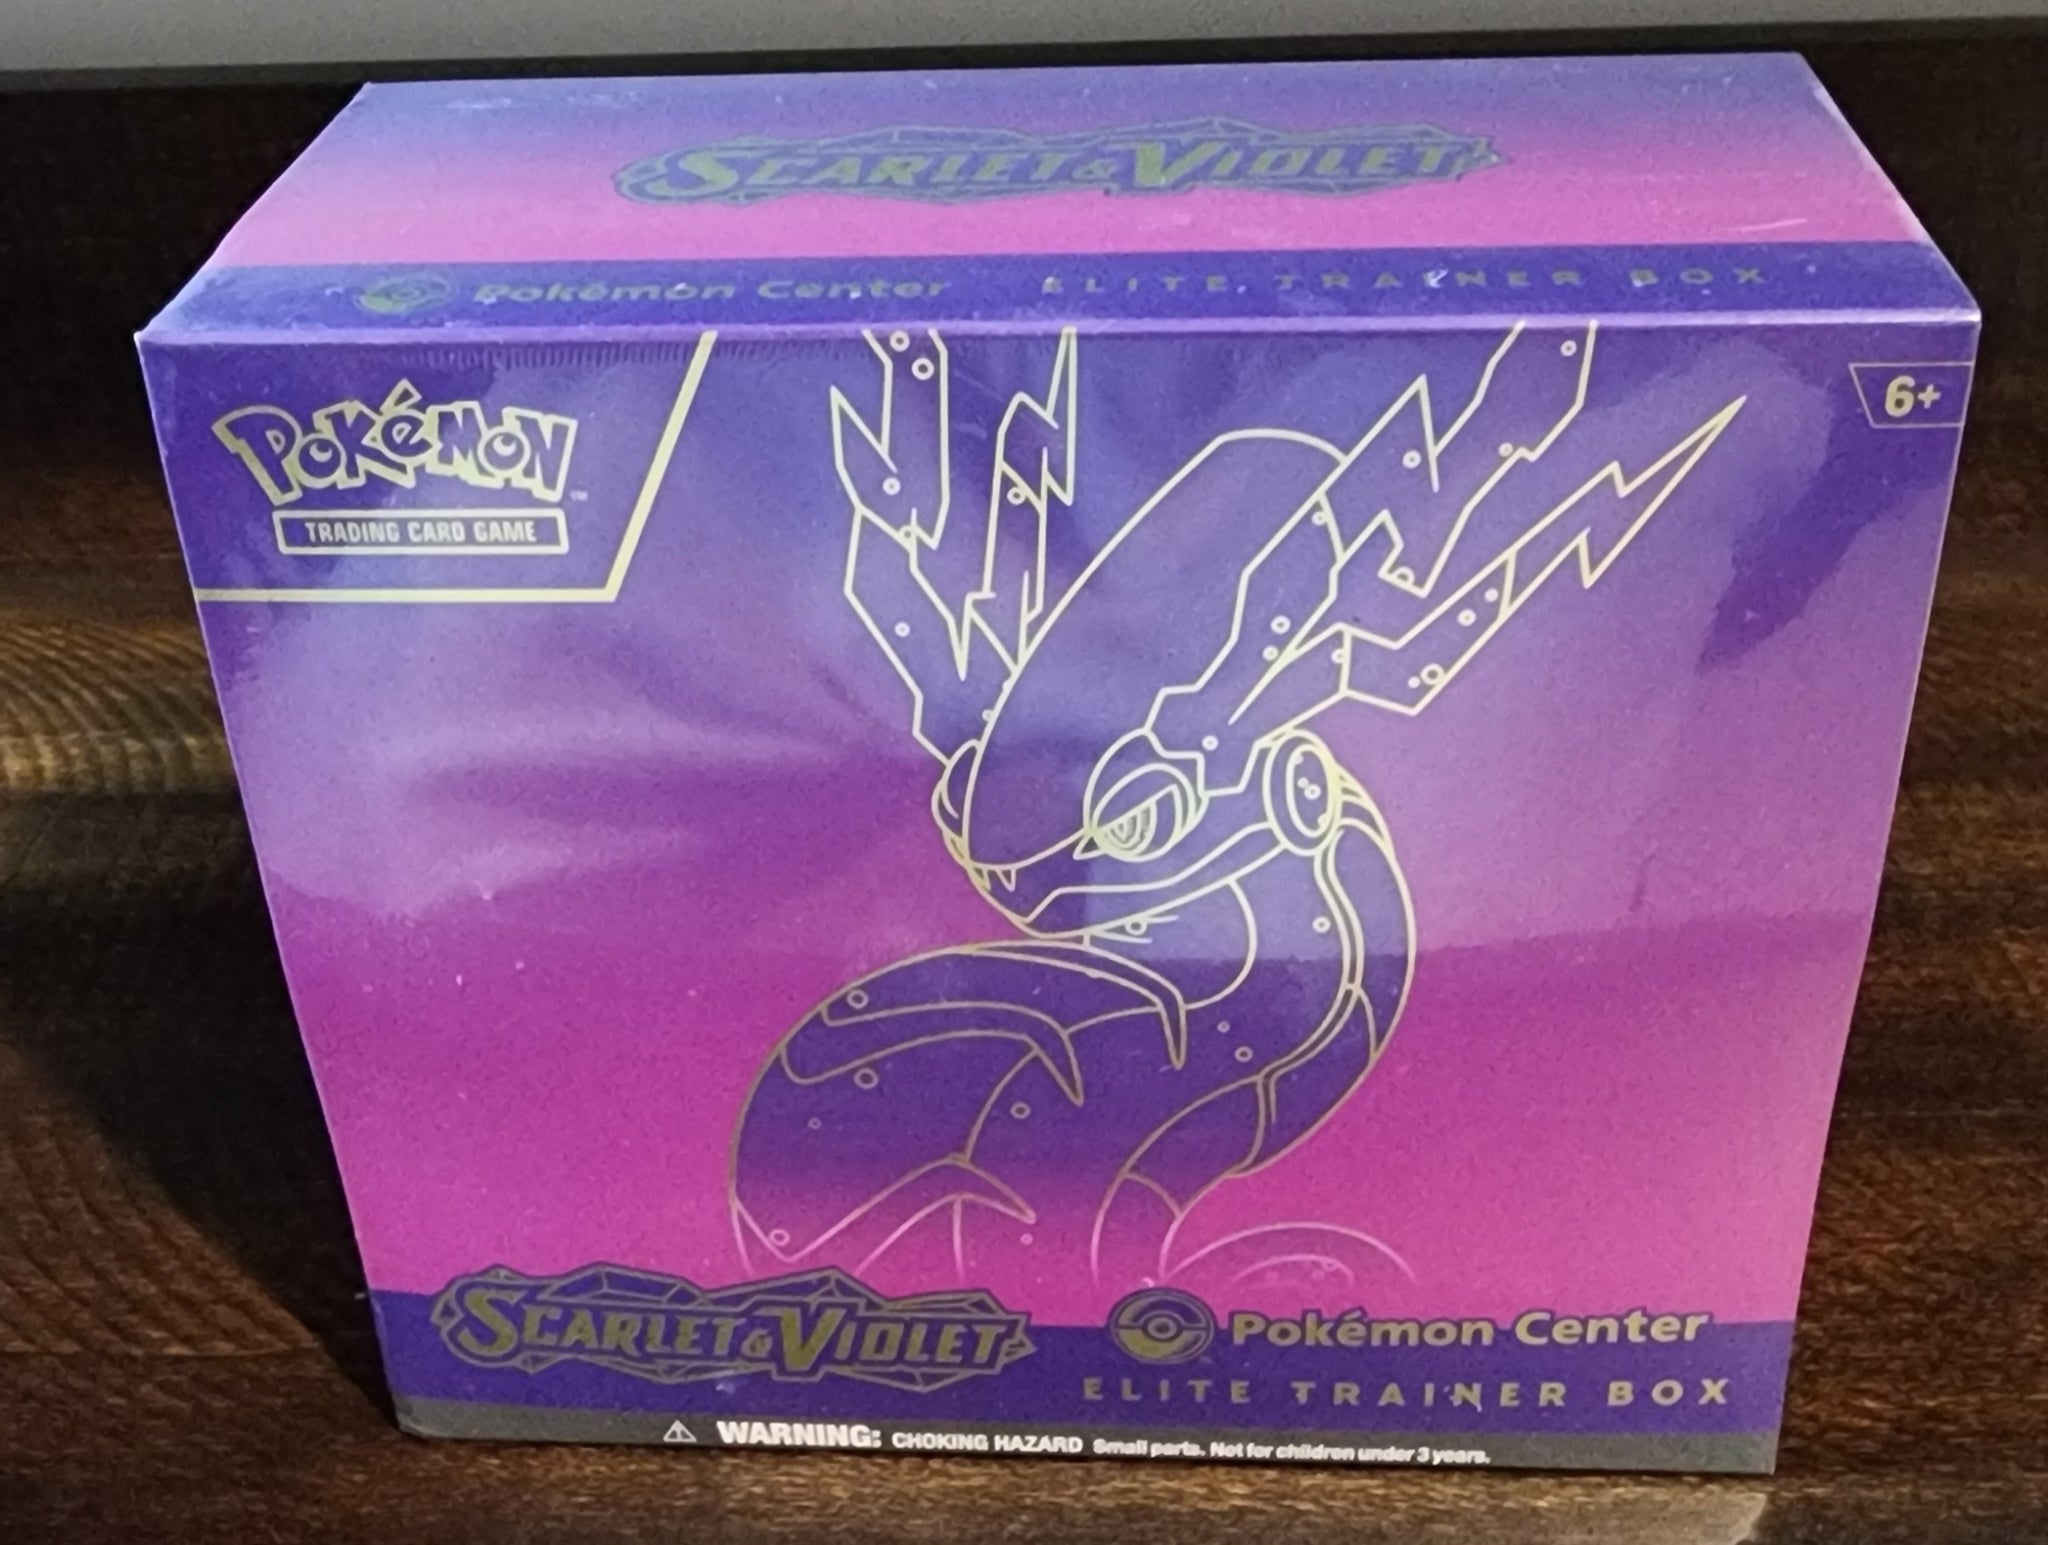 SCARLET & VIOLET
Pokémon Center ELITE TRAINER BOX
POKéMON™
TRADING CARD GAME
6+
SCARLET & VIOLET
Pokémon Center
ELITE TRAINER BOX
⚠ WARNING: CHOKING HAZARD Small parts. Not for children under 3 years.